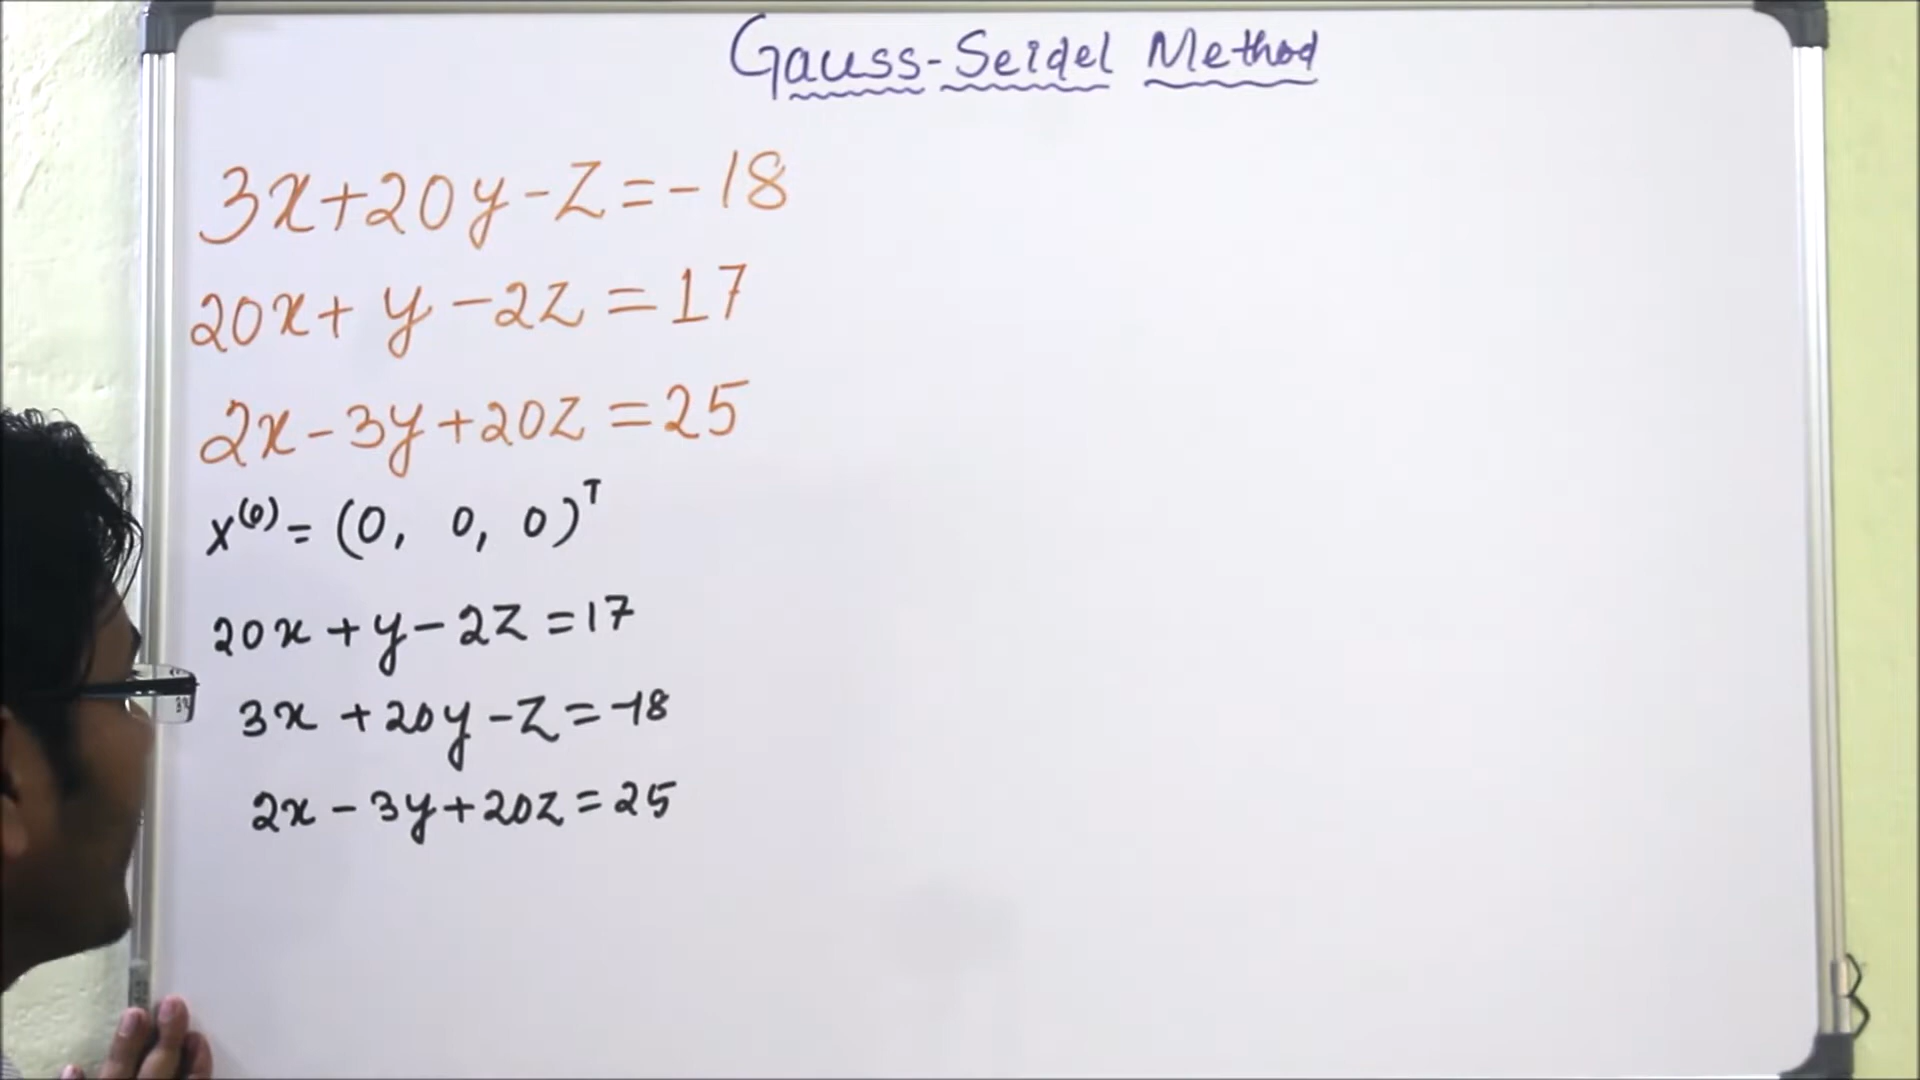 Gauss-Seidel Method
3x+20y-z=-18
20x+y-2z=17
2x-3y+20z=25
x^(0)=(0, 0, 0)^T
20x+y-2z=17
3x+20y-z=-18
2x-3y+20z=25